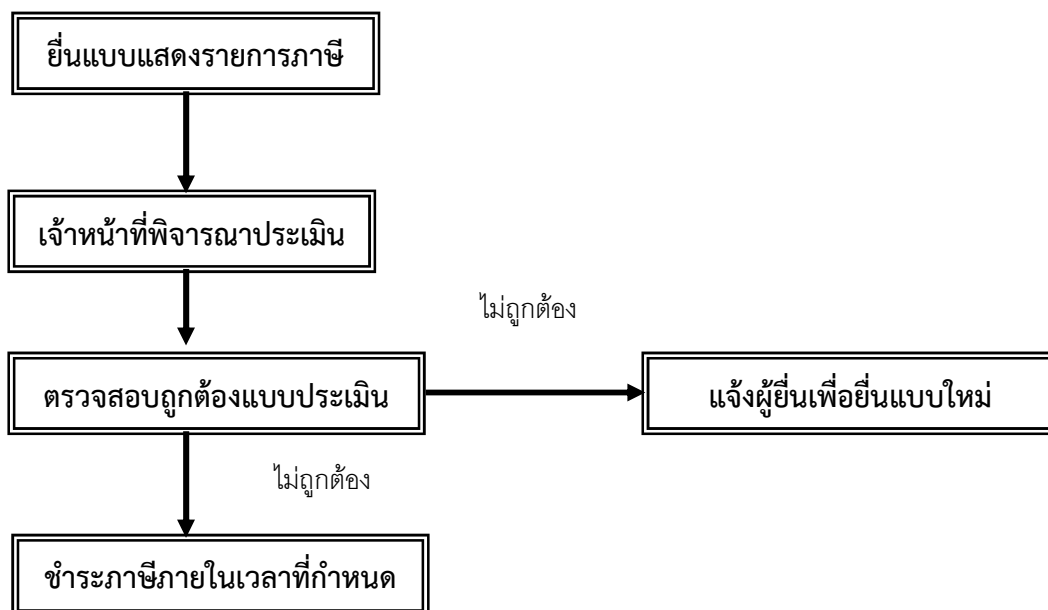 ยื่นแบบแสดงรายการภาษี
เจ้าหน้าที่พิจารณาประเมิน
ไม่ถูกต้อง
ตรวจสอบถูกต้องแบบประเมิน
แจ้งผู้ยื่นเพื่อยื่นแบบใหม่
ไม่ถูกต้อง
ชำระภาษีภายในเวลาที่กำหนด